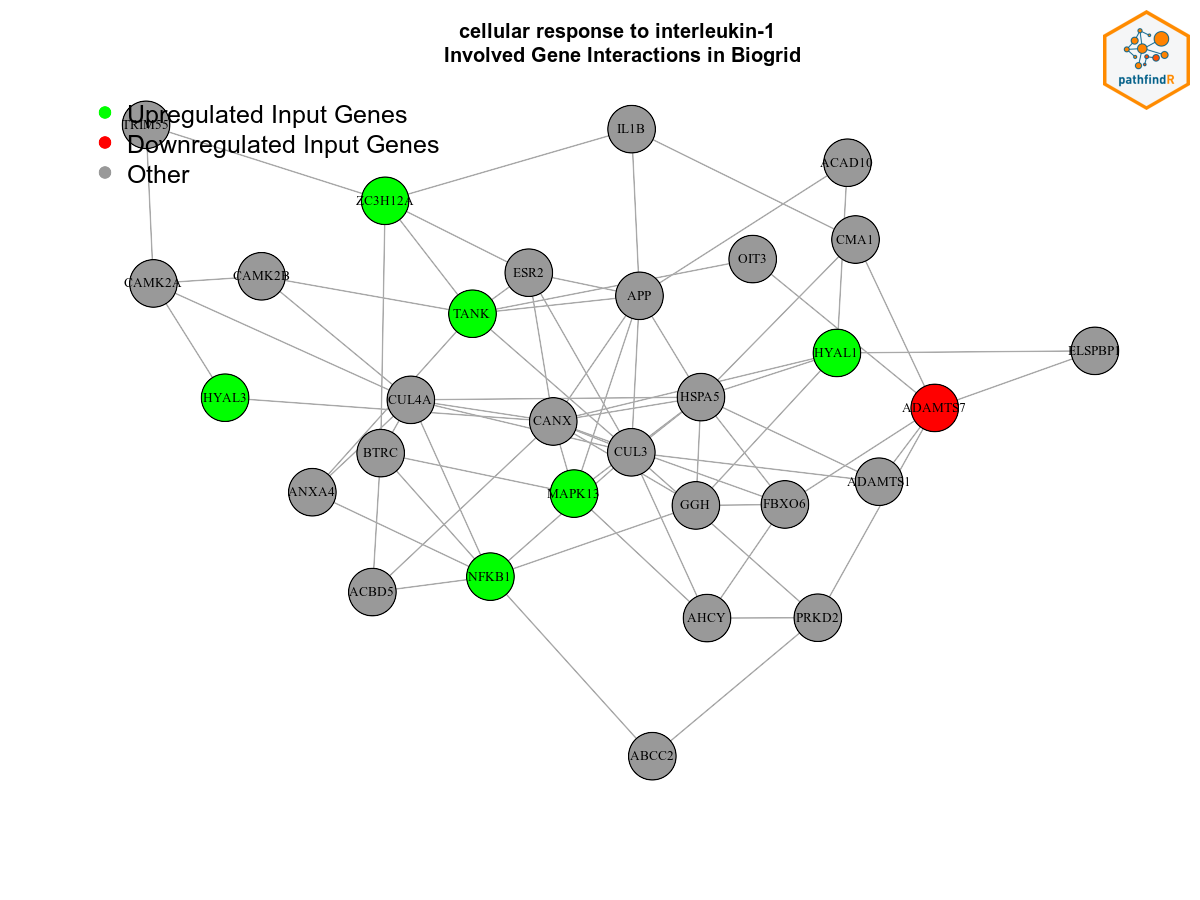 cellular response to interleukin-1
Involved Gene Interactions in Biogrid
pathfindR
Upregulated Input Genes
Downregulated Input Genes
Other
TRIM55
IL1B
ACAD10
ZC3H12A
CMA1
OIT3
ESR2
CAMK2B
CAMK2A
APP
TANK
ELSPBP1
HYAL1
HYAL3
CUL4A
HSPA5
ADAMTS7
CANX
BTRC
CUL3
ANXA4
MAPK13
GGH
FBXO6
ADAMTS1
NFKB1
ACBD5
AHCY
PRKD2
ABCC2